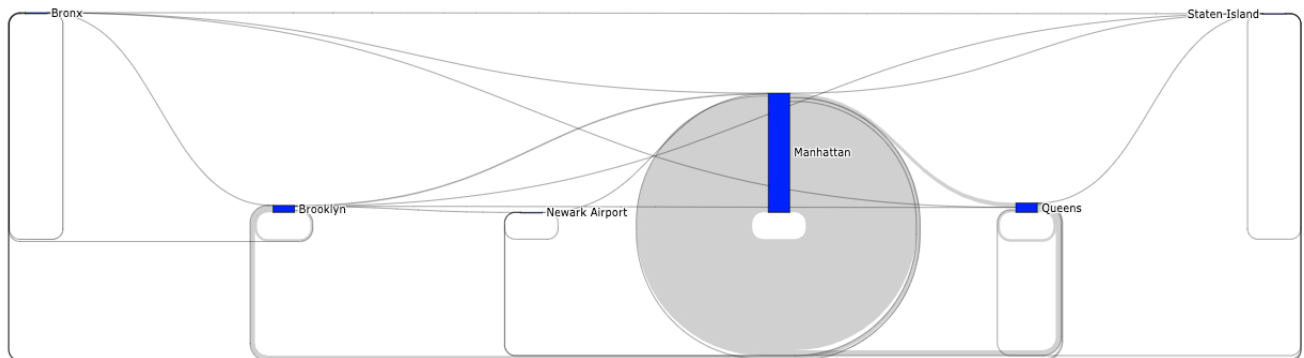 Bronx
Staten-Island
Manhattan
Brooklyn
Newark Airport
Queens